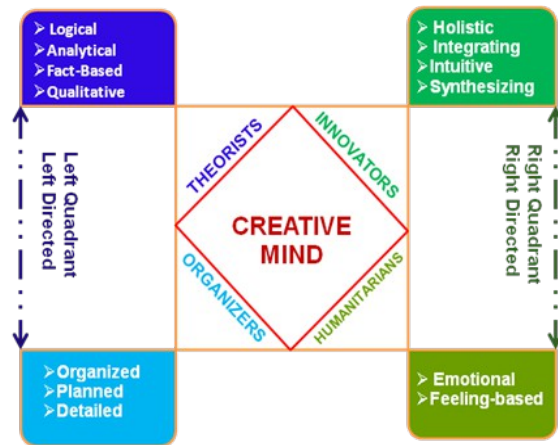 Logical
Analytical
Fact-Based
Qualitative
Holistic
Integrating
Intuitive
Synthesizing
Left Quadrant
Left Directed
THEORISTS
INNOVATORS
CREATIVE
MIND
ORGANIZERS
HUMANITARIANS
Right Quadrant
Right Directed
Organized
Planned
Detailed
Emotional
Feeling-based